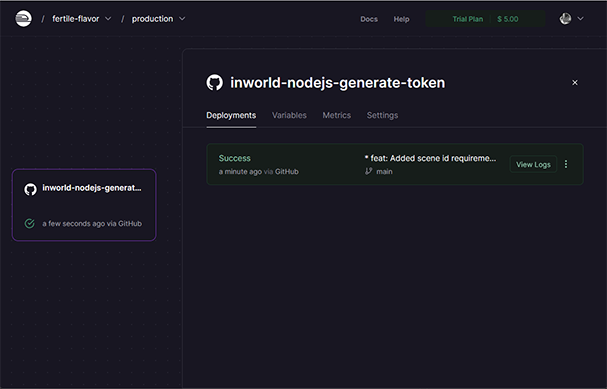 / fertile-flavor / production Docs Help Trial Plan $ 5.00
inworld-nodejs-generate-token
Deployments Variables Metrics Settings
Success * feat: Added scene id requireme... View Logs
a minute ago via GitHub main
inworld-nodejs-generat...
a few seconds ago via GitHub